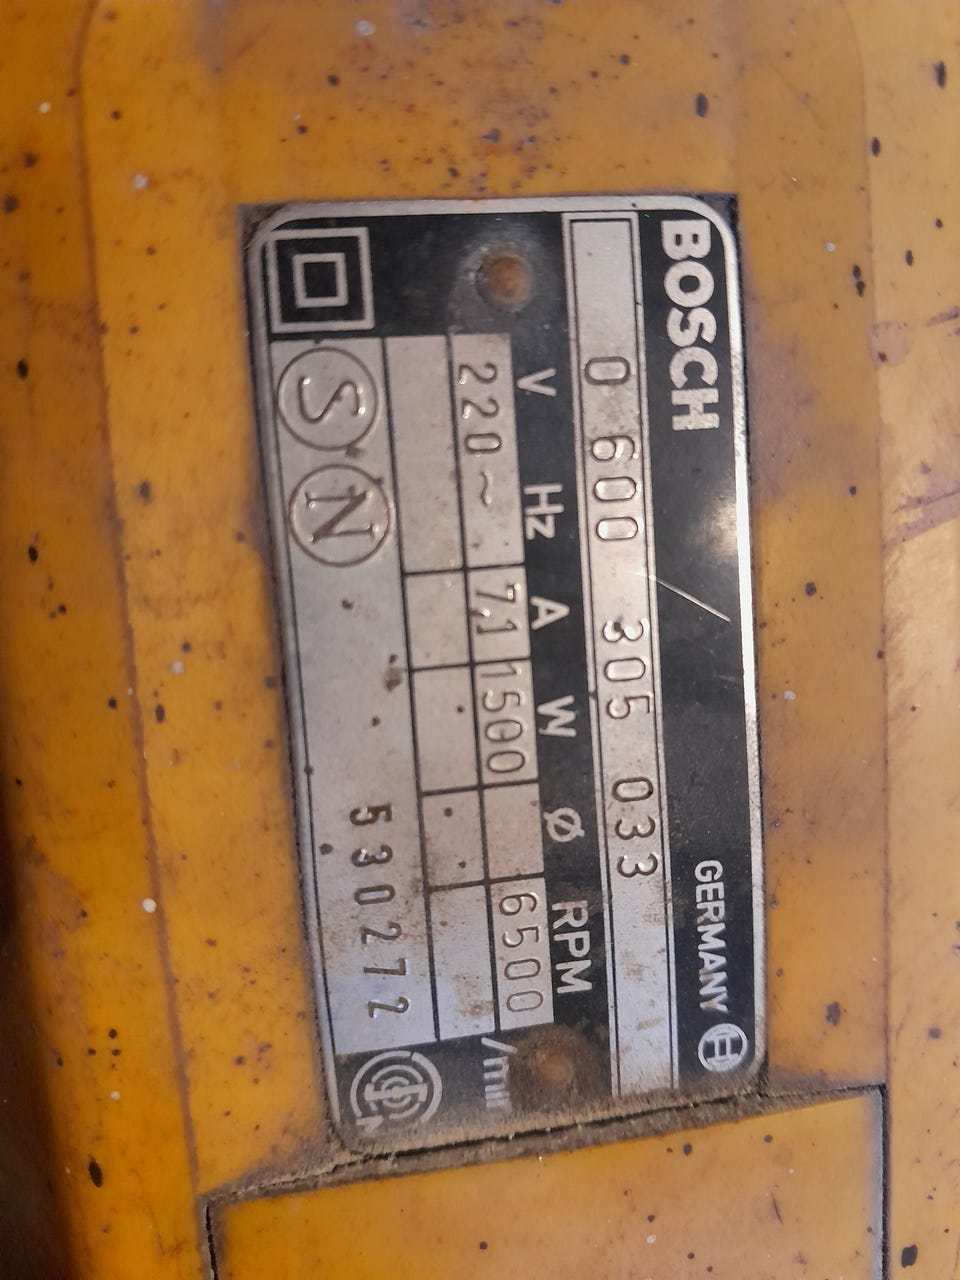 BOSCH GERMANY
0 600 305 033
V Hz A W Ø RPM
220~ 7,1 1500 6500
/min
S N 530272